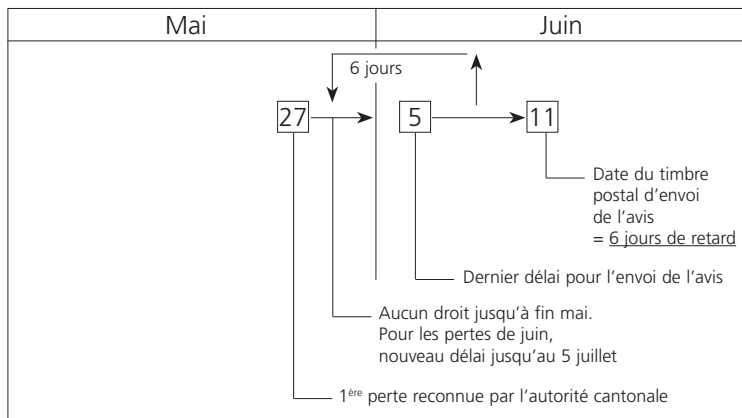 Mai
Juin
6 jours
27
5
11
Date du timbre
postal d’envoi
de l’avis
= 6 jours de retard
Dernier délai pour l’envoi de l’avis
Aucun droit jusqu’à fin mai.
Pour les pertes de juin,
nouveau délai jusqu’au 5 juillet
1ère perte reconnue par l’autorité cantonale